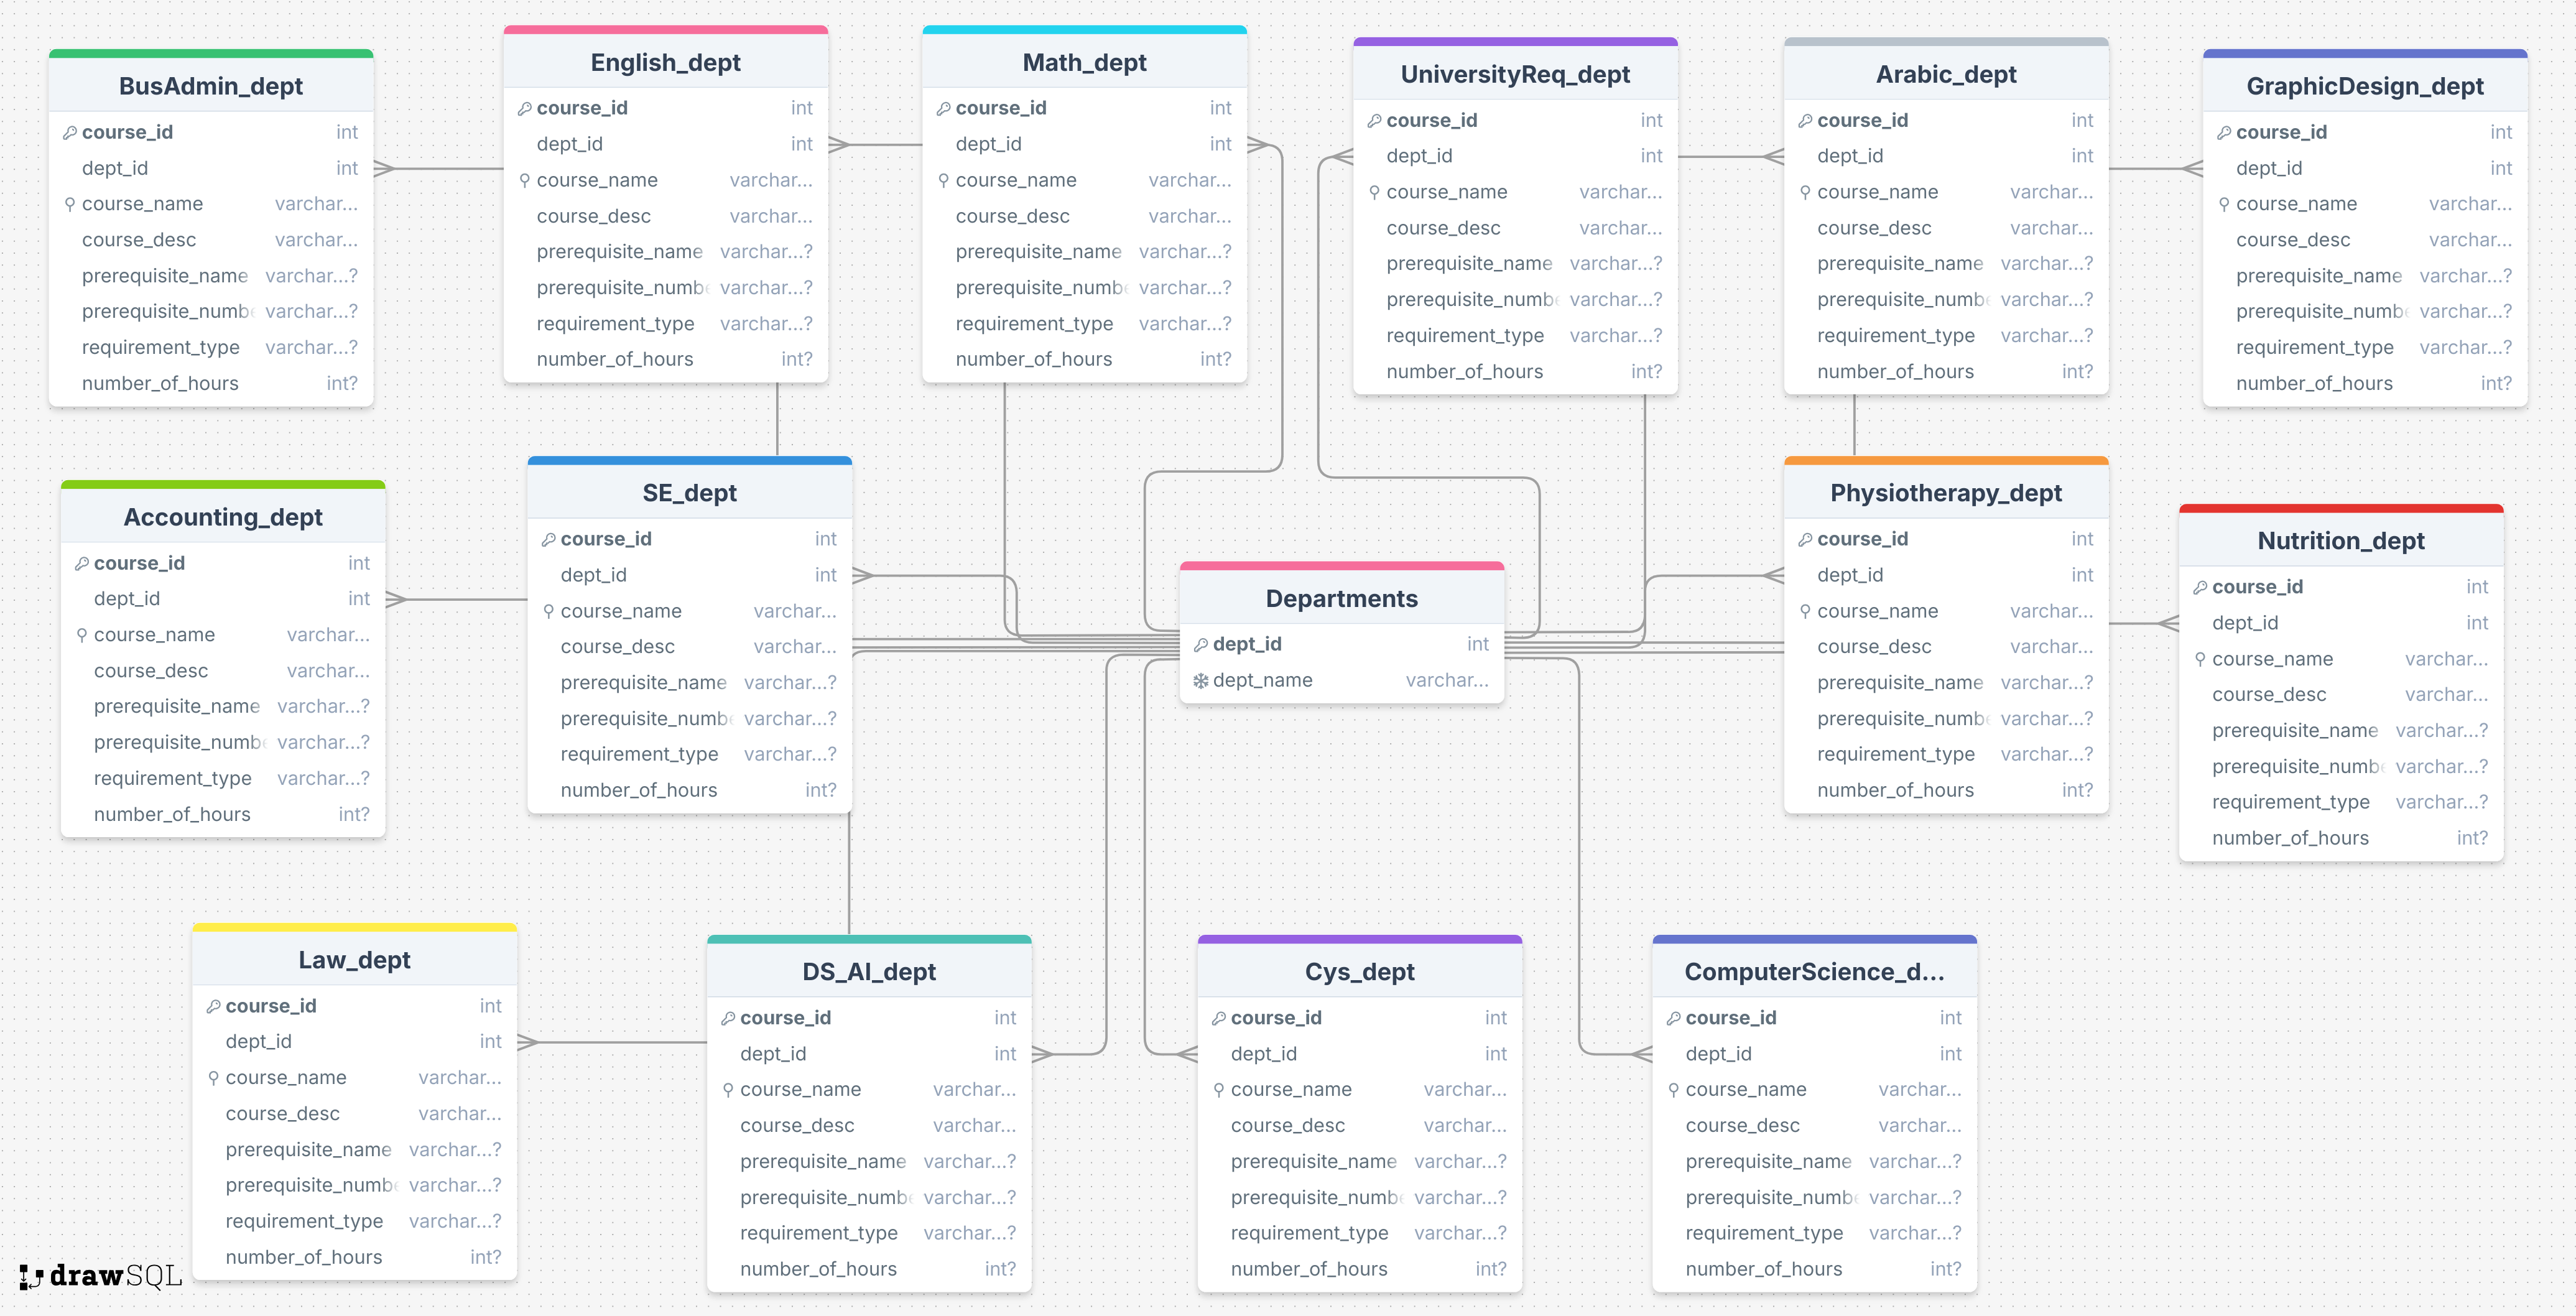 BusAdmin_dept
course_id int
dept_id int
course_name varchar...
course_desc varchar...
prerequisite_name varchar...?
prerequisite_numb varchar...?
requirement_type varchar...?
number_of_hours int?
English_dept
course_id int
dept_id int
course_name varchar...
course_desc varchar...
prerequisite_name varchar...?
prerequisite_numb varchar...?
requirement_type varchar...?
number_of_hours int?
Math_dept
course_id int
dept_id int
course_name varchar...
course_desc varchar...
prerequisite_name varchar...?
prerequisite_numb varchar...?
requirement_type varchar...?
number_of_hours int?
UniversityReq_dept
course_id int
dept_id int
course_name varchar...
course_desc varchar...
prerequisite_name varchar...?
prerequisite_numb varchar...?
requirement_type varchar...?
number_of_hours int?
Arabic_dept
course_id int
dept_id int
course_name varchar...
course_desc varchar...
prerequisite_name varchar...?
prerequisite_numb varchar...?
requirement_type varchar...?
number_of_hours int?
GraphicDesign_dept
course_id int
dept_id int
course_name varchar...
course_desc varchar...
prerequisite_name varchar...?
prerequisite_numb varchar...?
requirement_type varchar...?
number_of_hours int?
Accounting_dept
course_id int
dept_id int
course_name varchar...
course_desc varchar...
prerequisite_name varchar...?
prerequisite_numb varchar...?
requirement_type varchar...?
number_of_hours int?
SE_dept
course_id int
dept_id int
course_name varchar...
course_desc varchar...
prerequisite_name varchar...?
prerequisite_numb varchar...?
requirement_type varchar...?
number_of_hours int?
Departments
dept_id int
dept_name varchar...
Physiotherapy_dept
course_id int
dept_id int
course_name varchar...
course_desc varchar...
prerequisite_name varchar...?
prerequisite_numb varchar...?
requirement_type varchar...?
number_of_hours int?
Nutrition_dept
course_id int
dept_id int
course_name varchar...
course_desc varchar...
prerequisite_name varchar...?
prerequisite_numb varchar...?
requirement_type varchar...?
number_of_hours int?
Law_dept
course_id int
dept_id int
course_name varchar...
course_desc varchar...
prerequisite_name varchar...?
prerequisite_numb varchar...?
requirement_type varchar...?
number_of_hours int?
DS_AI_dept
course_id int
dept_id int
course_name varchar...
course_desc varchar...
prerequisite_name varchar...?
prerequisite_numb varchar...?
requirement_type varchar...?
number_of_hours int?
Cys_dept
course_id int
dept_id int
course_name varchar...
course_desc varchar...
prerequisite_name varchar...?
prerequisite_numb varchar...?
requirement_type varchar...?
number_of_hours int?
ComputerScience_d...
course_id int
dept_id int
course_name varchar...
course_desc varchar...
prerequisite_name varchar...?
prerequisite_numb varchar...?
requirement_type varchar...?
number_of_hours int?
drawSQL